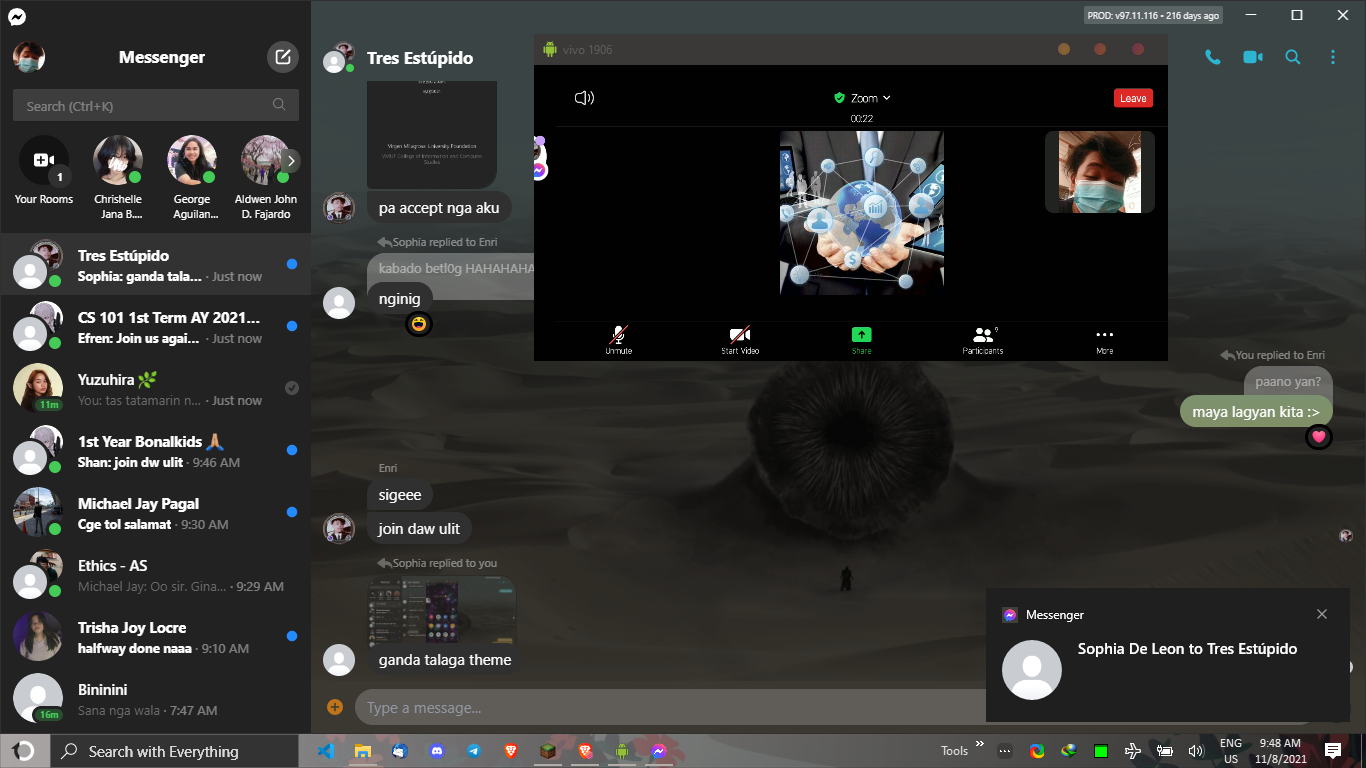 PROD: v97.11.116 • 216 days ago
Messenger
Search (Ctrl+K)
1
Your Rooms
Chrishelle
Jana B....
George
Aguilan...
Aldwen John
D. Fajardo
Tres Estúpido
Sophia: ganda tala... · Just now
CS 101 1st Term AY 2021...
Efren: Join us agai... · Just now
Yuzuhira
You: tas tatamarin n... · Just now
11m
1st Year Bonalkids
Shan: join dw ulit · 9:46 AM
Michael Jay Pagal
Cge tol salamat · 9:30 AM
Ethics - AS
Michael Jay: Oo sir. Gina... · 9:29 AM
Trisha Joy Locre
halfway done naaa · 9:10 AM
Bininini
Sana nga wala · 7:47 AM
16m
Tres Estúpido
Virgen Milagrosa University Foundation
VMUF College of Information and Computer
Studies
pa accept nga aku
Sophia replied to Enri
kabado betl0g HAHAHAHA
nginig
vivo 1906
Zoom
00:22
Leave
$
Unmute
Start Video
Share
9
Participants
More
You replied to Enri
paano yan?
maya lagyan kita :>
Enri
sigeee
join daw ulit
Sophia replied to you
ganda talaga theme
Type a message...
Messenger
Sophia De Leon to Tres Estúpido
Search with Everything
Tools
ENG
US
9:48 AM
11/8/2021